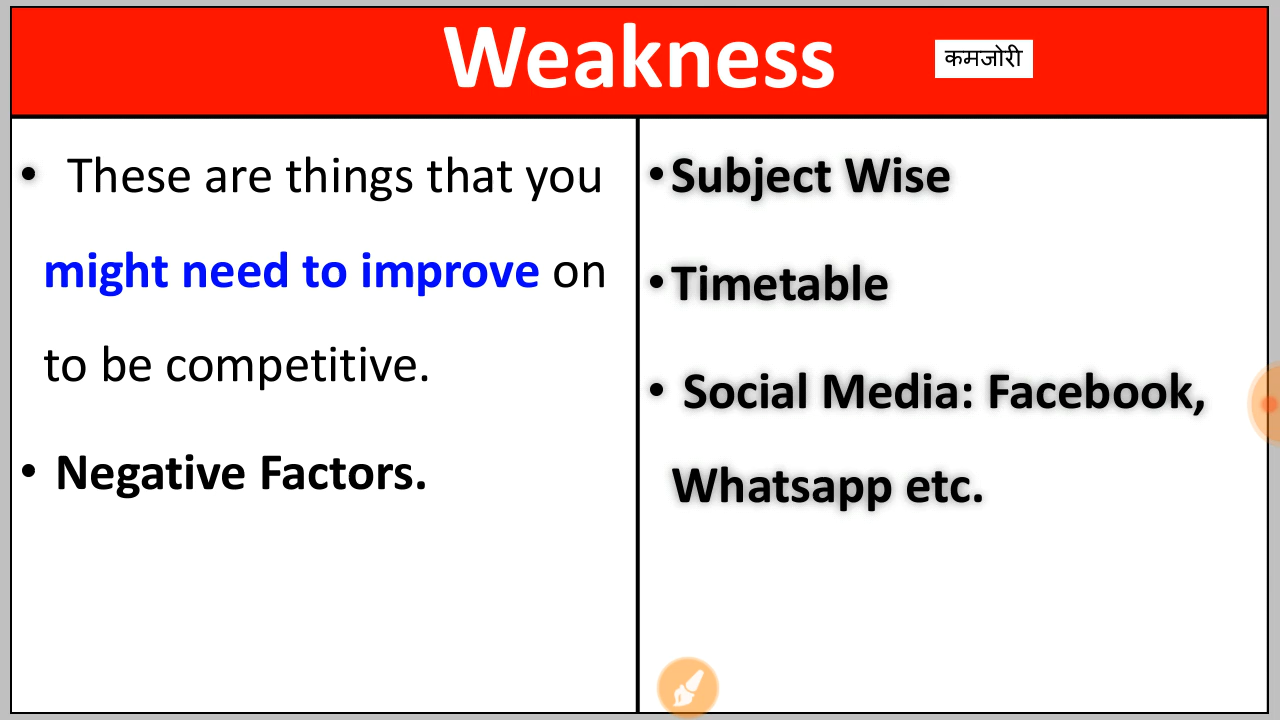 Weakness
कमजोरी
• These are things that you
might need to improve on
to be competitive.
• Negative Factors.
• Subject Wise
• Timetable
• Social Media: Facebook,
Whatsapp etc.